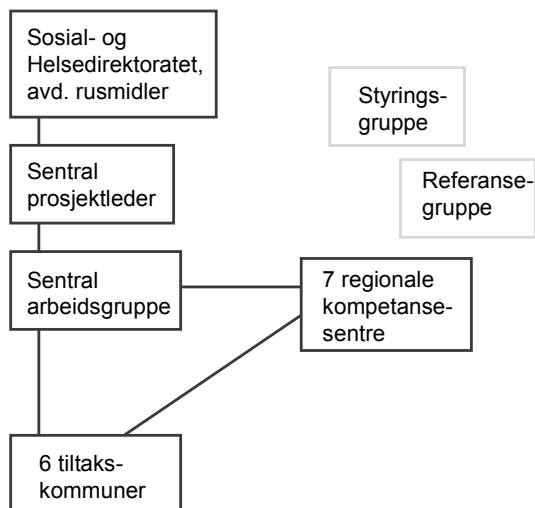 Sosial- og
Helsedirektoratet,
avd. rusmidler
Styrings-
gruppe
Sentral
prosjektleder
Referanse-
gruppe
Sentral
arbeidsgruppe
7 regionale
kompetanse-
sentre
6 tiltaks-
kommuner